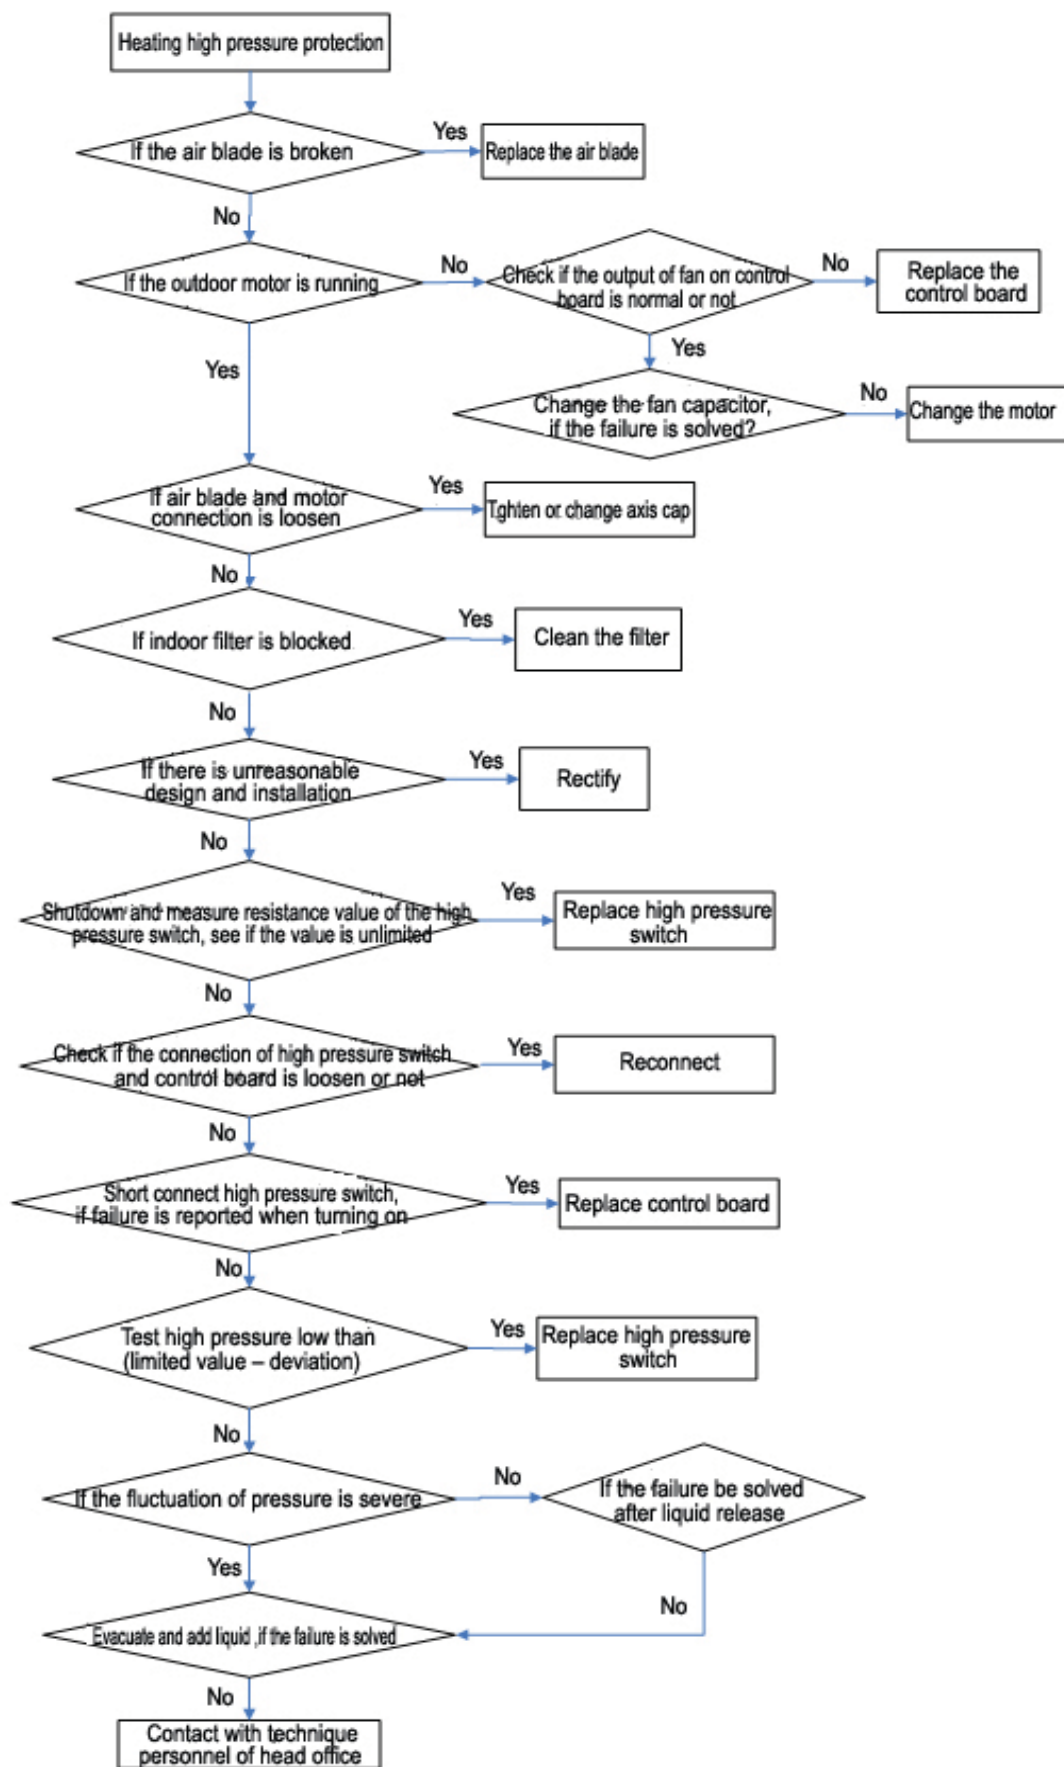 Heating high pressure protection
If the air blade is broken
Yes
Replace the air blade
No
If the outdoor motor is running
No
Check if the output of fan on control
board is normal or not
No
Replace the
control board
Yes
Yes
Change the fan capacitor,
if the failure is solved?
No
Change the motor
If air blade and motor
connection is loosen
Yes
Tghten or change axis cap
No
If indoor filter is blocked
Yes
Clean the filter
No
If there is unreasonable
design and installation
Yes
Rectify
No
Shutdown and measure resistance value of the high
pressure switch, see if the value is unlimited
Yes
Replace high pressure
switch
No
Check if the connection of high pressure switch
and control board is loosen or not
Yes
Reconnect
No
Short connect high pressure switch,
if failure is reported when turning on
Yes
Replace control board
No
Test high pressure low than
(limited value – deviation)
Yes
Replace high pressure
switch
No
If the fluctuation of pressure is severe
No
If the failure be solved
after liquid release
Yes
No
Evacuate and add liquid ,if the failure is solved
No
Contact with technique
personnel of head office